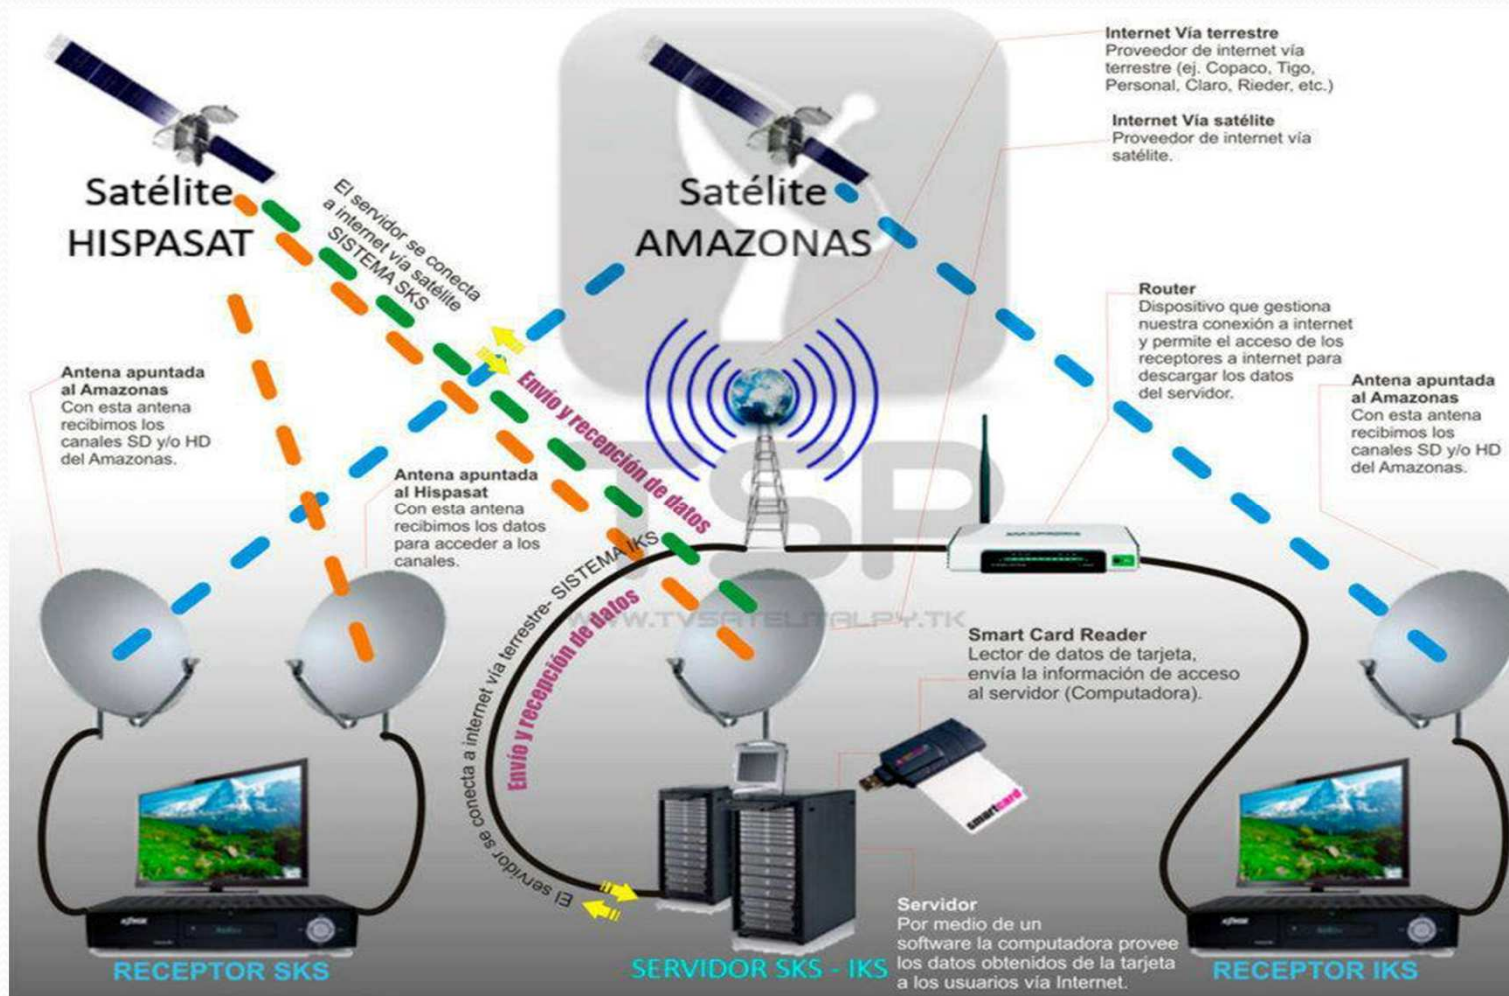 Internet Vía terrestre
Proveedor de internet vía
terrestre (ej. Copaco, Tigo,
Personal, Claro, Rieder, etc.)
Internet Vía satélite
Proveedor de internet vía
satélite.
Satélite
HISPASAT
El servidor se conecta
a internet vía satélite
SISTEMA SKS
Satélite
AMAZONAS
Router
Dispositivo que gestiona
nuestra conexión a internet
y permite el acceso de los
receptores a internet para
descargar los datos
del servidor.
Antena apuntada
al Amazonas
Con esta antena
recibimos los
canales SD y/o HD
del Amazonas.
Antena apuntada
al Amazonas
Con esta antena
recibimos los
canales SD y/o HD
del Amazonas.
Antena apuntada
al Hispasat
Con esta antena
recibimos los datos
para acceder a los
canales.
Envío y recepción de datos
TSP
WWW.TVSATELITALPY.TK
El servidor se conecta a internet vía terrestre- SISTEMA IKS
Envío y recepción de datos
Smart Card Reader
Lector de datos de tarjeta,
envía la información de acceso
al servidor (Computadora).
smartcard
Servidor
Por medio de un
software la computadora provee
los datos obtenidos de la tarjeta
a los usuarios vía Internet.
RECEPTOR SKS
SERVIDOR SKS - IKS
RECEPTOR IKS